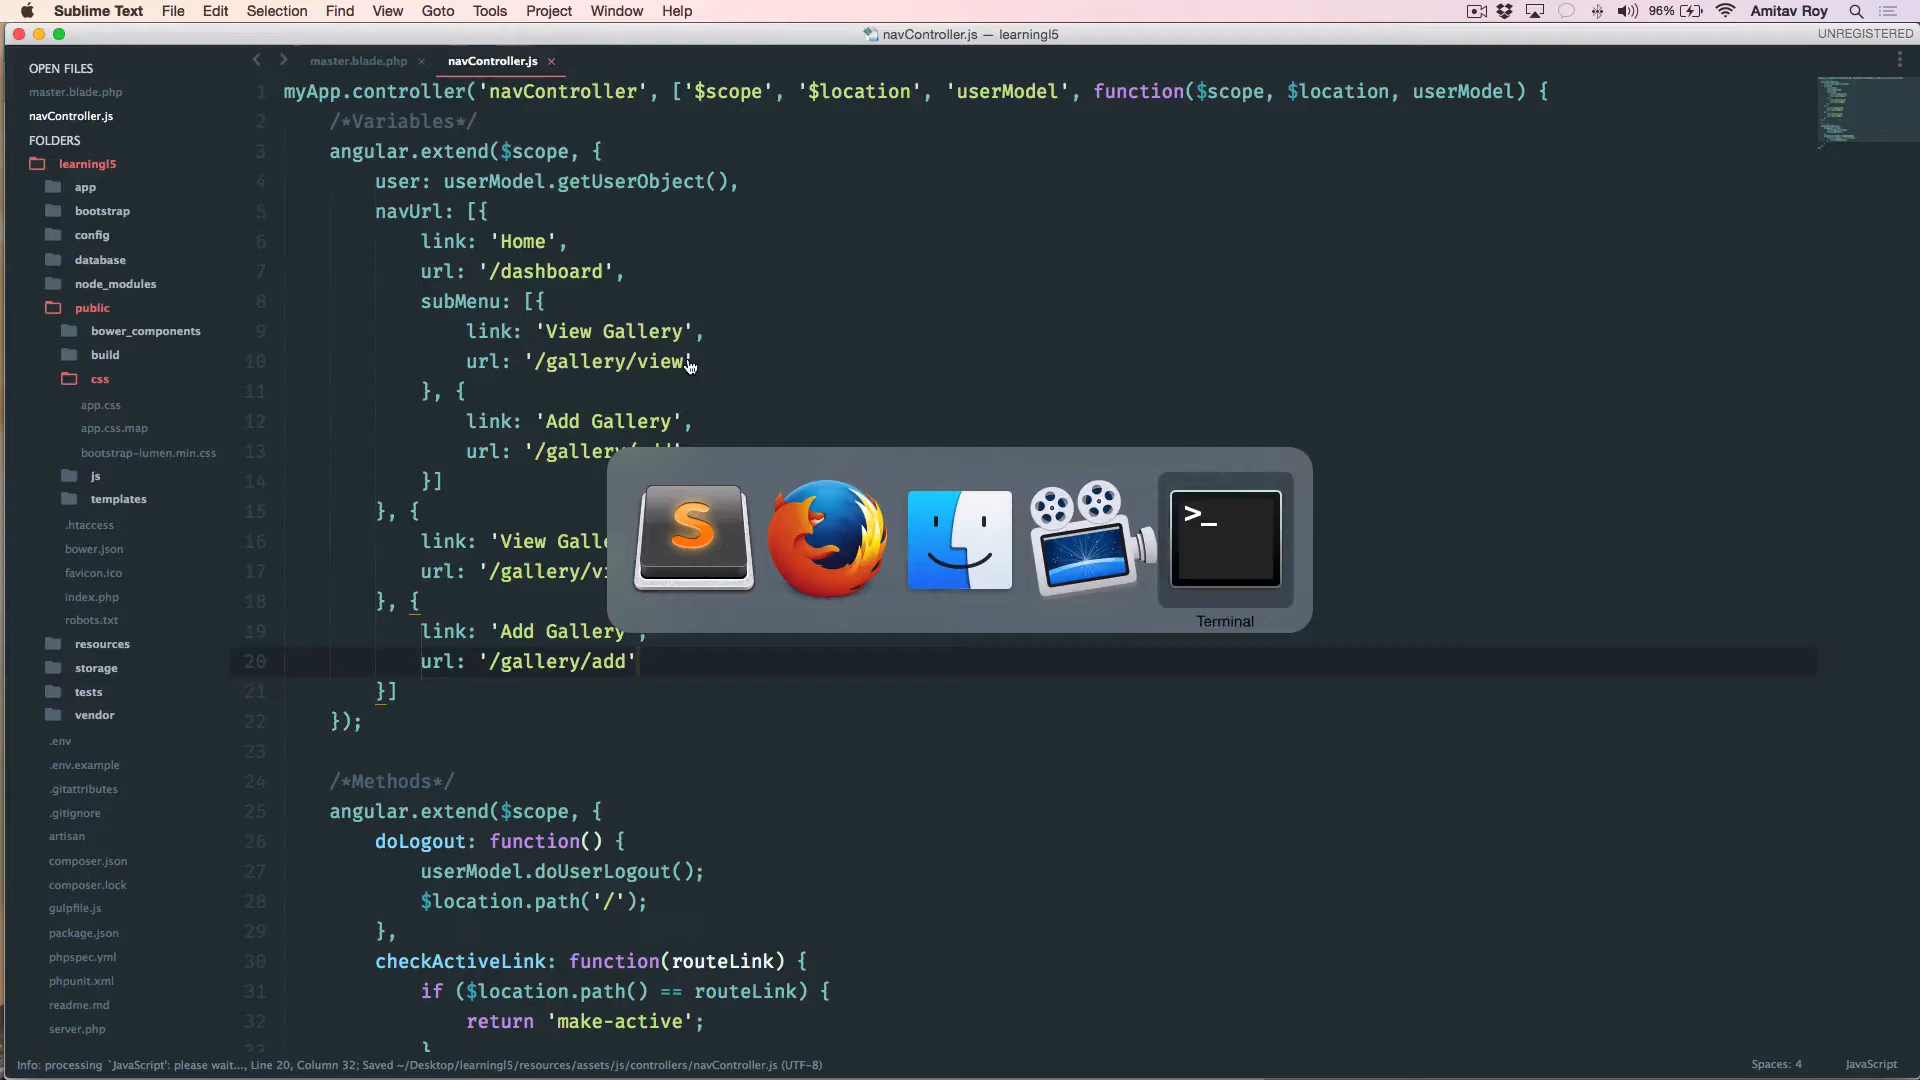 Sublime Text File Edit Selection Find View Goto Tools Project Window Help 96% Amitav Roy
navController.js — learningl5 UNREGISTERED
OPEN FILES
master.blade.php
navController.js
FOLDERS
learningl5
app
bootstrap
config
database
node_modules
public
bower_components
build
css
app.css
app.css.map
bootstrap-lumen.min.css
js
templates
.htaccess
bower.json
favicon.ico
index.php
robots.txt
resources
storage
tests
vendor
.env
.env.example
.gitattributes
.gitignore
artisan
composer.json
composer.lock
gulpfile.js
package.json
phpspec.yml
phpunit.xml
readme.md
server.php
master.blade.php × navController.js ×
1 myApp.controller('navController', ['$scope', '$location', 'userModel', function($scope, $location, userModel) {
2 /*Variables*/
3 angular.extend($scope, {
4 user: userModel.getUserObject(),
5 navUrl: [{
6 link: 'Home',
7 url: '/dashboard',
8 subMenu: [{
9 link: 'View Gallery',
10 url: '/gallery/view'
11 }, {
12 link: 'Add Gallery',
13 url: '/gallery/add'
14 }]
15 }, {
16 link: 'View Galle
17 url: '/gallery/vi
18 }, {
19 link: 'Add Gallery',
20 url: '/gallery/add'
21 }]
22 });
23
24 /*Methods*/
25 angular.extend($scope, {
26 doLogout: function() {
27 userModel.doUserLogout();
28 $location.path('/');
29 },
30 checkActiveLink: function(routeLink) {
31 if ($location.path() == routeLink) {
32 return 'make-active';
33 }
S
>_
Terminal
Info: processing `JavaScript`: please wait..., Line 20, Column 32; Saved ~/Desktop/learningl5/resources/assets/js/controllers/navController.js (UTF-8) Spaces: 4 JavaScript